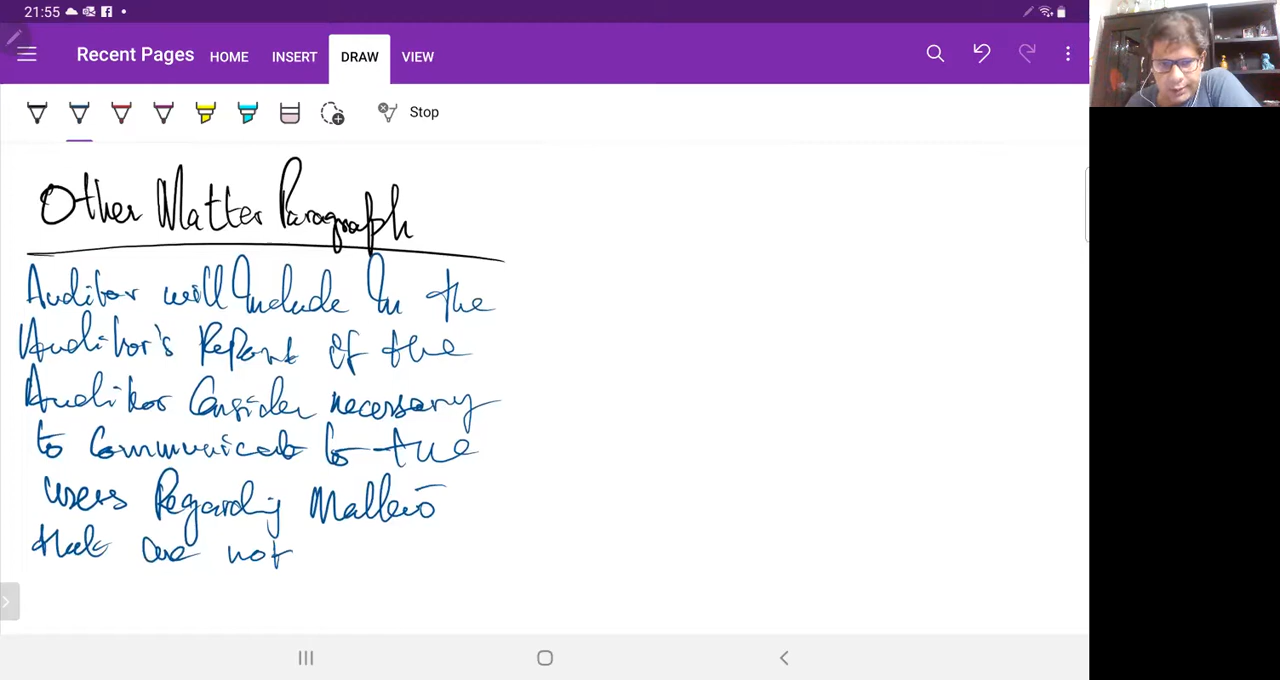 21:55
Recent Pages HOME INSERT DRAW VIEW
Stop
Other Matter Paragraph
Auditor will Include In the
Auditor's Report If the
Auditor Consider necessary
to Communicate to the
users Regarding Matters
that are not